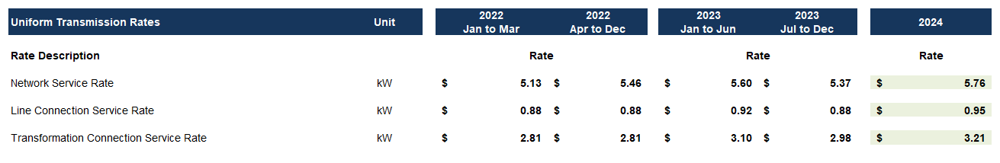 Uniform Transmission Rates Unit 2022 Jan to Mar 2022 Apr to Dec 2023 Jan to Jun 2023 Jul to Dec 2024
Rate Description Rate Rate Rate
Network Service Rate kW $ 5.13 $ 5.46 $ 5.60 $ 5.37 $ 5.76
Line Connection Service Rate kW $ 0.88 $ 0.88 $ 0.92 $ 0.88 $ 0.95
Transformation Connection Service Rate kW $ 2.81 $ 2.81 $ 3.10 $ 2.98 $ 3.21